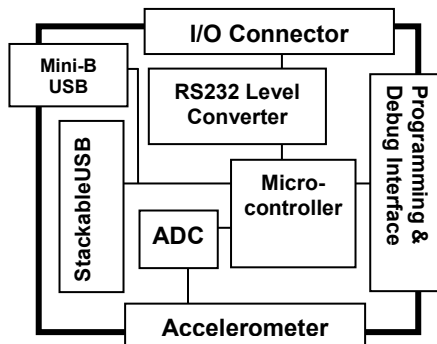 I/O Connector
Mini-B
USB
RS232 Level
Converter
Programming &
Debug Interface
StackableUSB
Micro-
controller
ADC
Accelerometer